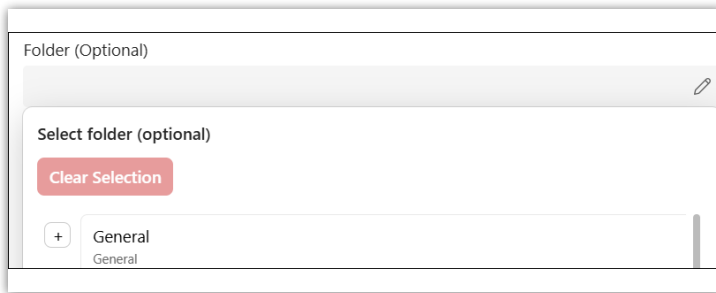 Folder (Optional)
Select folder (optional)
Clear Selection
+
General
General